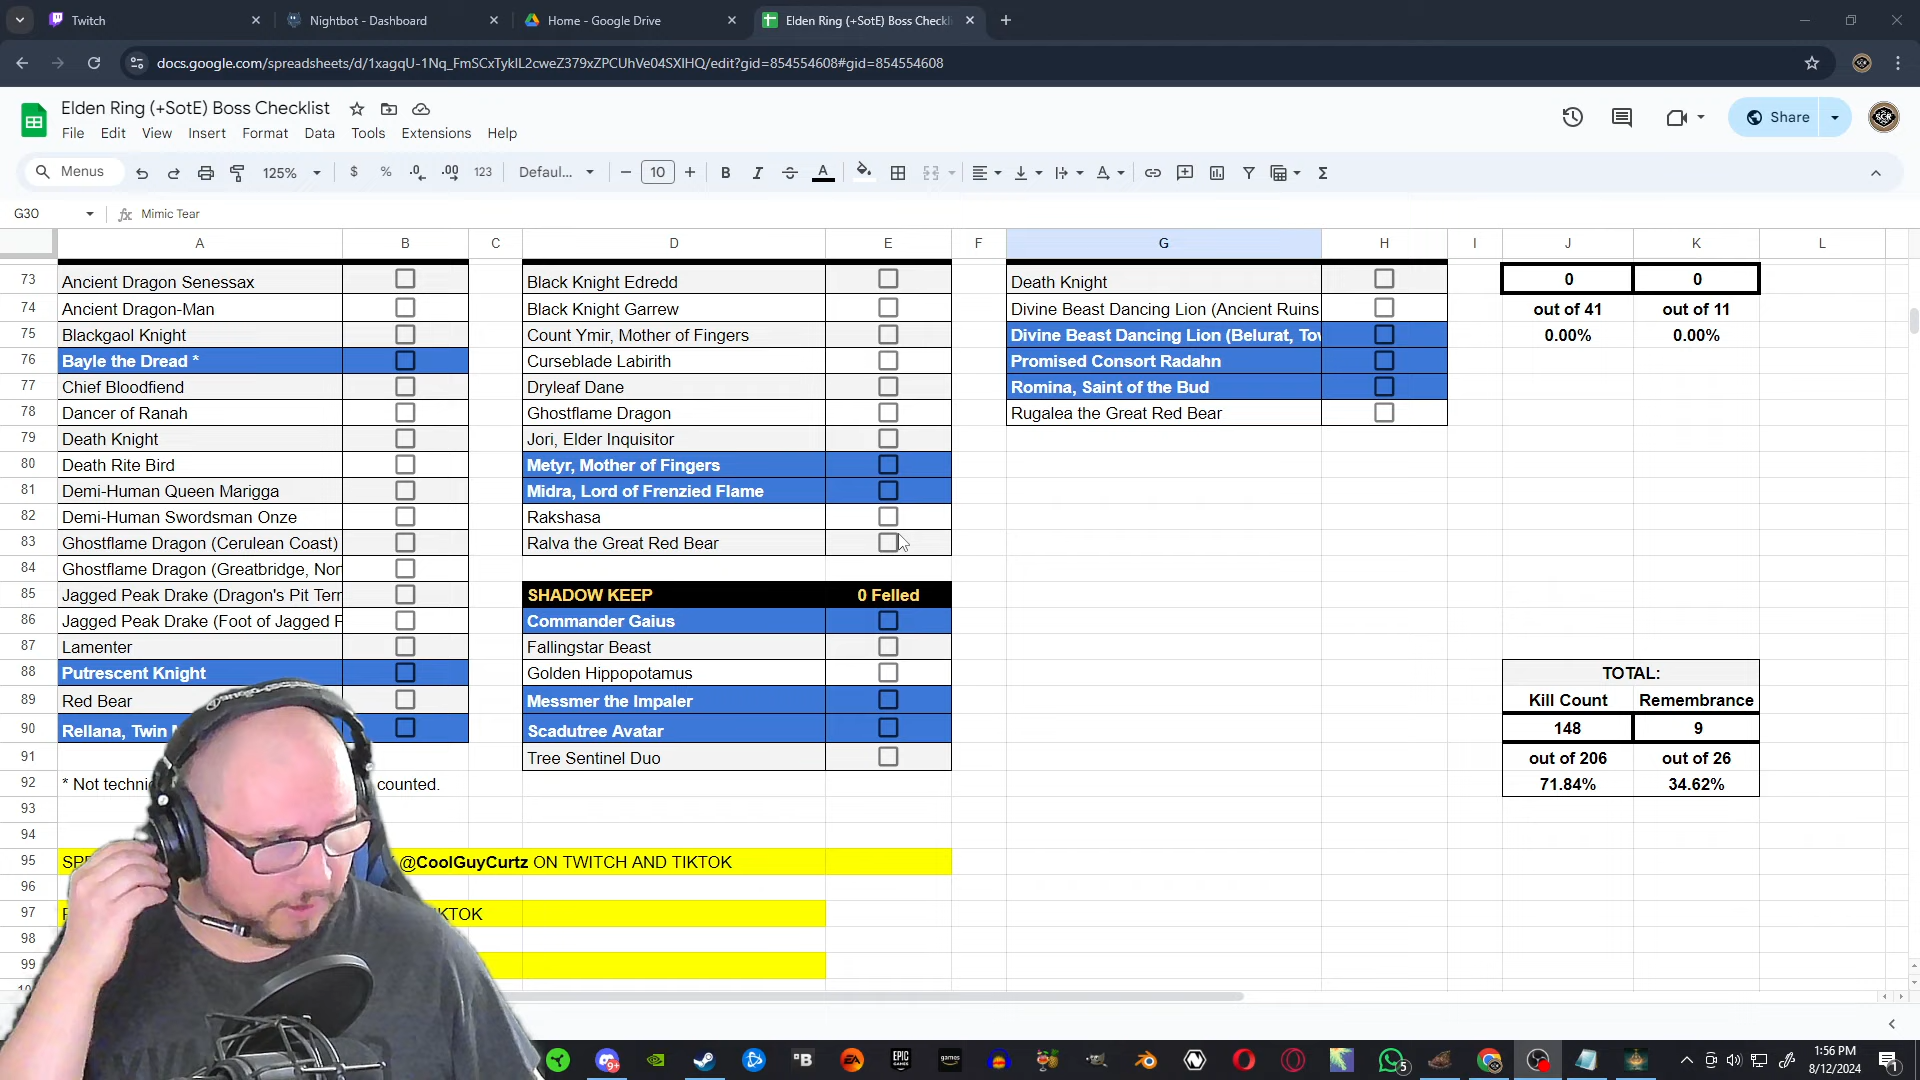 Twitch
Nightbot - Dashboard
Home - Google Drive
Elden Ring (+SotE) Boss Checkli
docs.google.com/spreadsheets/d/1xagqU-1Nq_FmSCxTykIL2cweZ379xZPCUhVe04SXIHQ/edit?gid=854554608#gid=854554608
Elden Ring (+SotE) Boss Checklist
File Edit View Insert Format Data Tools Extensions Help
Share
Menus 125% $ % .0 .00 123 Defaul... 10
G30 fx Mimic Tear
A B C D E F G H I J K L
73 Ancient Dragon Senessax Black Knight Edredd Death Knight 0 0
74 Ancient Dragon-Man Black Knight Garrew Divine Beast Dancing Lion (Ancient Ruins out of 41 out of 11
75 Blackgaol Knight Count Ymir, Mother of Fingers Divine Beast Dancing Lion (Belurat, Tov 0.00% 0.00%
76 Bayle the Dread * Curseblade Labirith Promised Consort Radahn
77 Chief Bloodfiend Dryleaf Dane Romina, Saint of the Bud
78 Dancer of Ranah Ghostflame Dragon Rugalea the Great Red Bear
79 Death Knight Jori, Elder Inquisitor
80 Death Rite Bird Metyr, Mother of Fingers
81 Demi-Human Queen Marigga Midra, Lord of Frenzied Flame
82 Demi-Human Swordsman Onze Rakshasa
83 Ghostflame Dragon (Cerulean Coast) Ralva the Great Red Bear
84 Ghostflame Dragon (Greatbridge, Nor
85 Jagged Peak Drake (Dragon's Pit Terr SHADOW KEEP 0 Felled
86 Jagged Peak Drake (Foot of Jagged F Commander Gaius
87 Lamenter Fallingstar Beast
88 Putrescent Knight Golden Hippopotamus TOTAL:
89 Red Bear Messmer the Impaler Kill Count Remembrance
90 Rellana, Twin Scadutree Avatar 148 9
91 Tree Sentinel Duo out of 206 out of 26
92 * Not techni counted. 71.84% 34.62%
93
94
95 SPE @CoolGuyCurtz ON TWITCH AND TIKTOK
96
97 KTOK
98
99
1:56 PM
8/12/2024